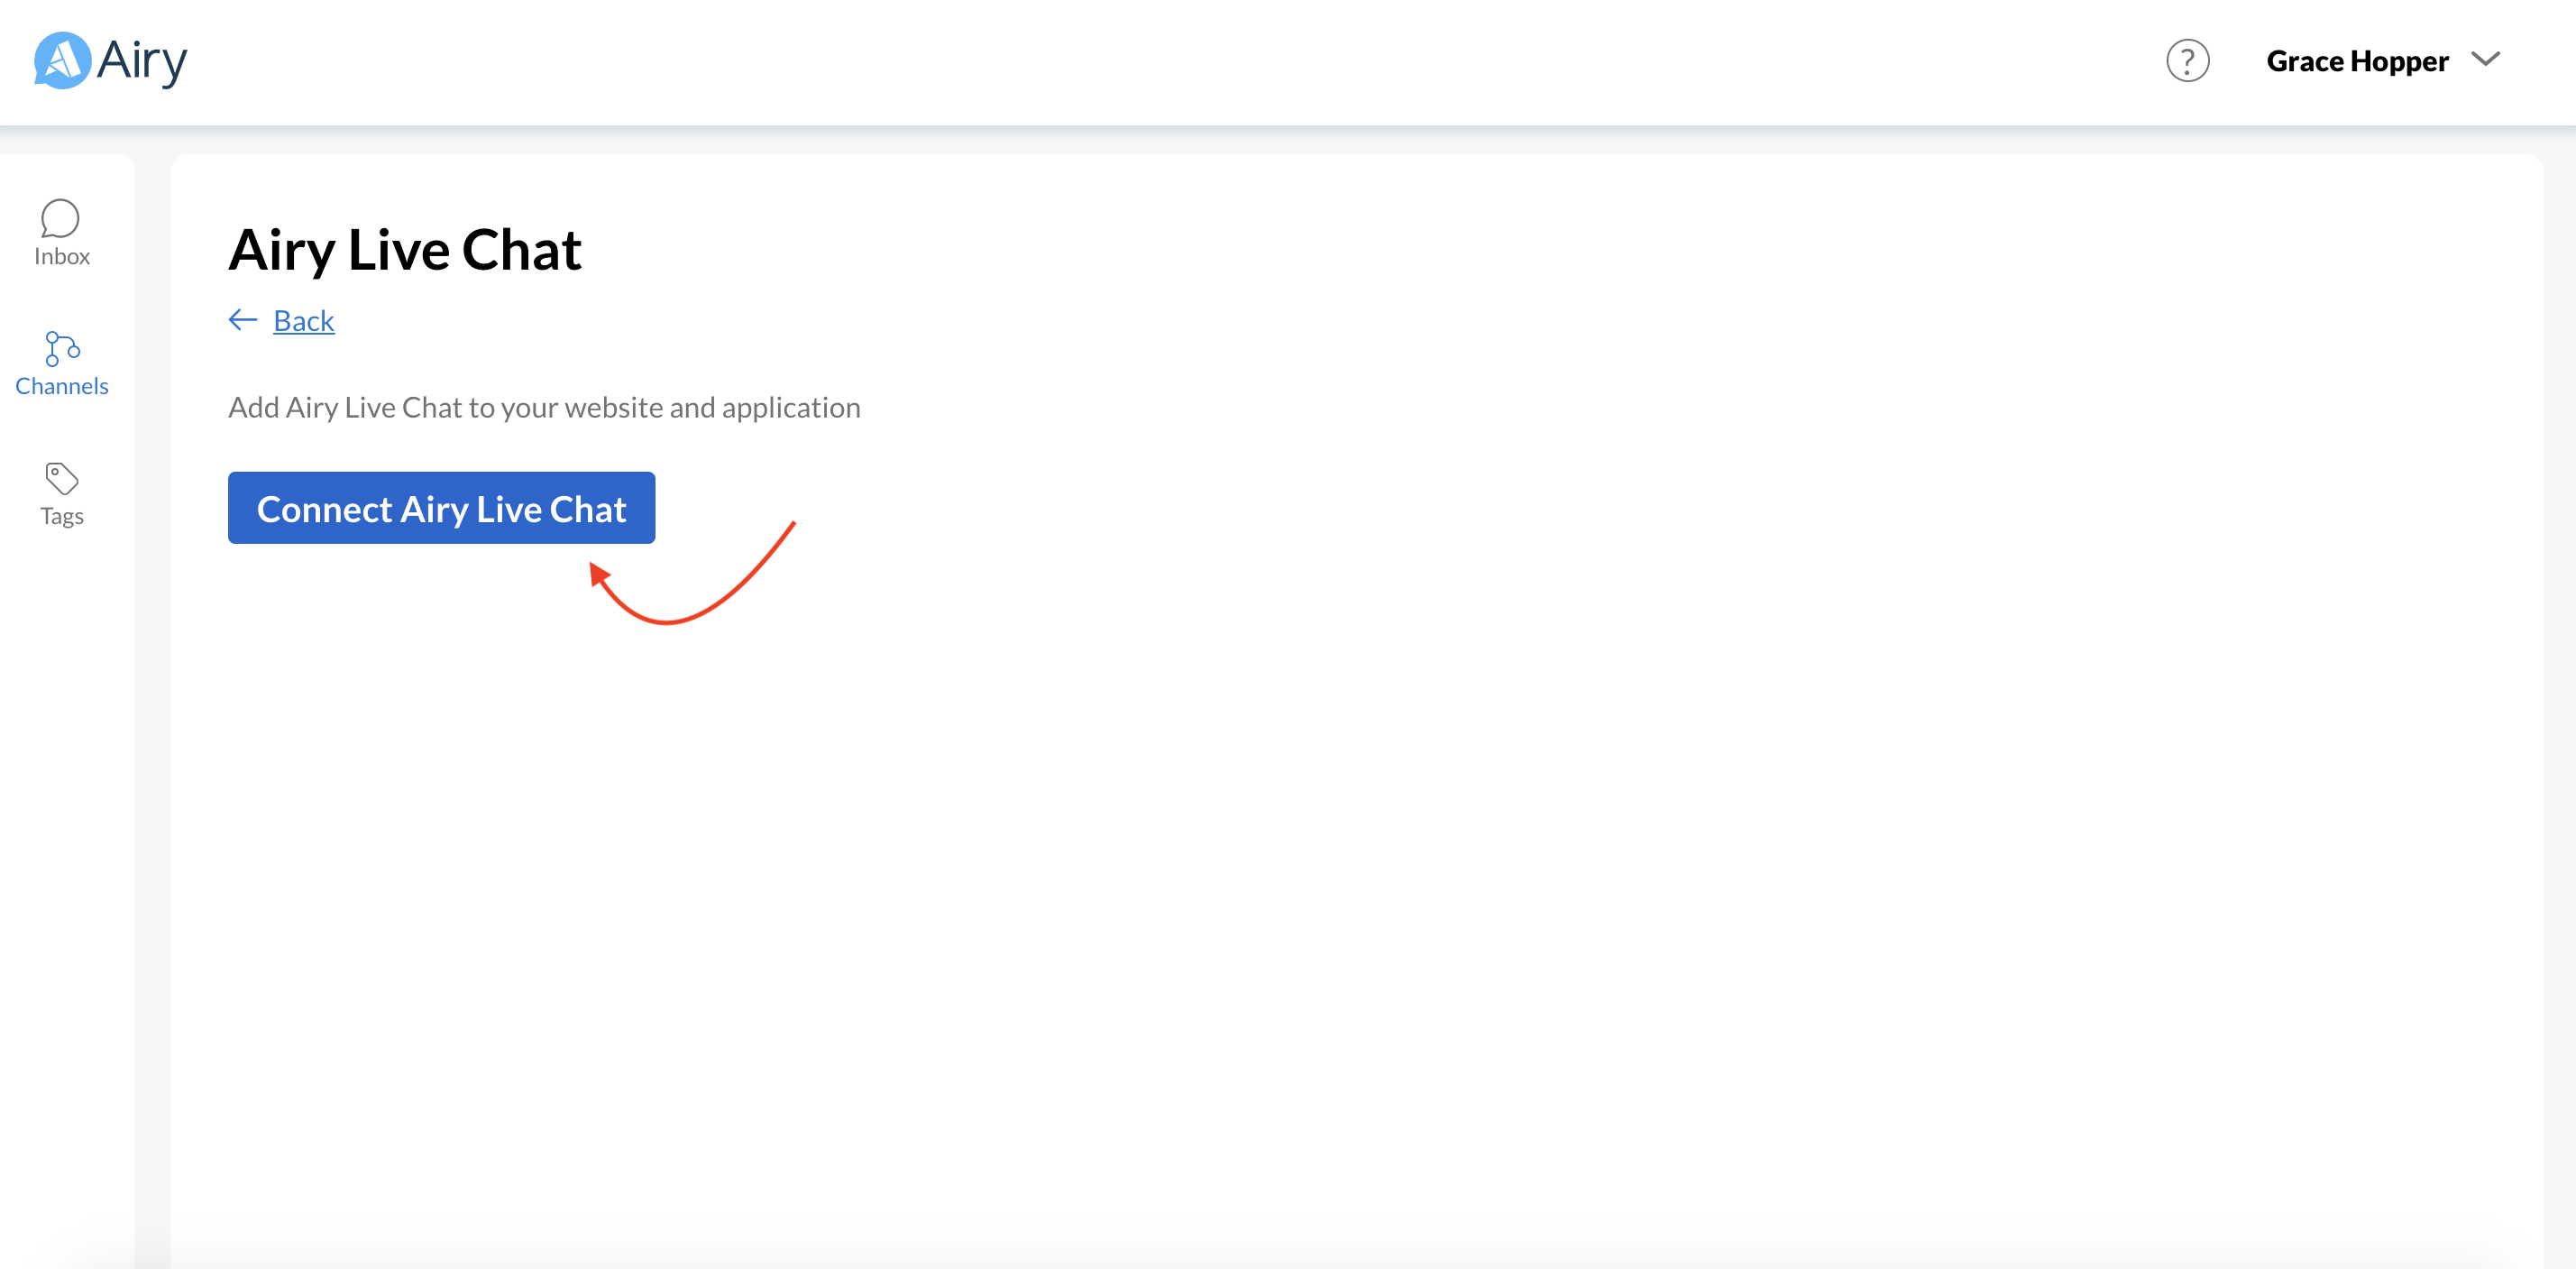 Airy
?
Grace Hopper
Inbox
Channels
Tags
Airy Live Chat
Back
Add Airy Live Chat to your website and application
Connect Airy Live Chat